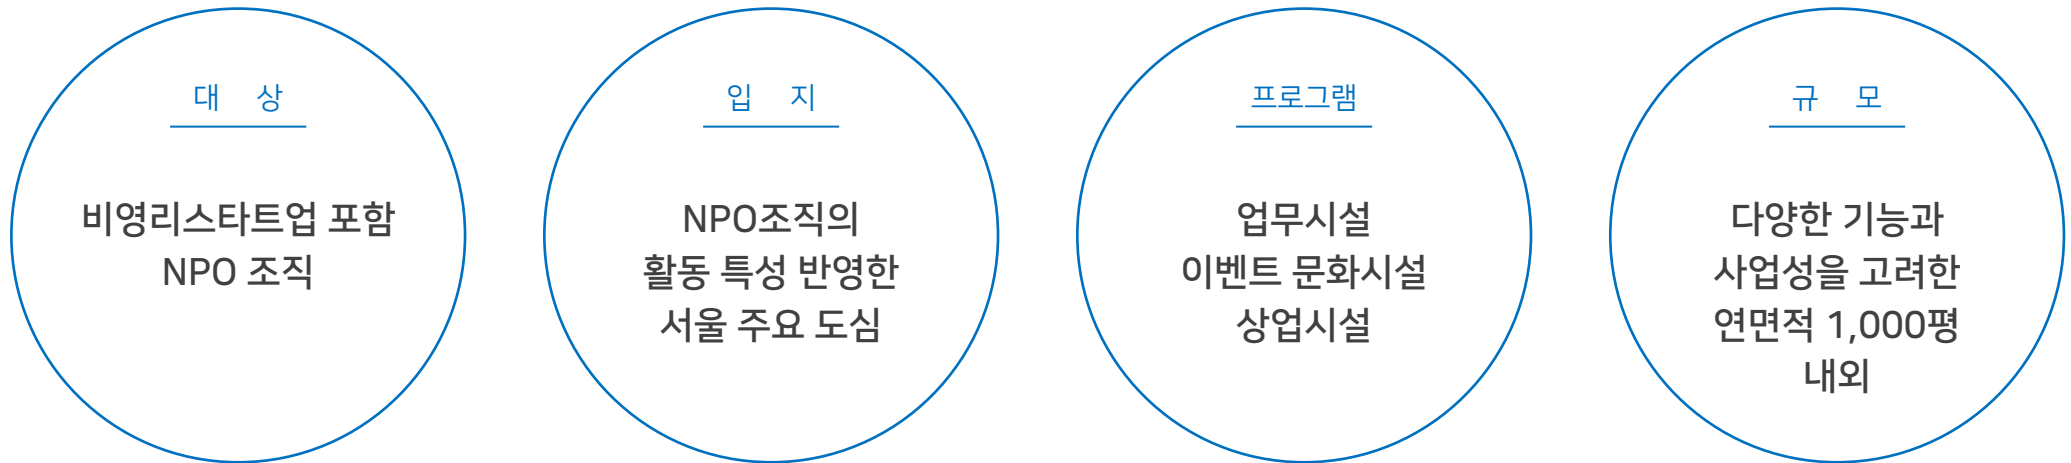 대 상
비영리스타트업 포함
NPO 조직
입 지
NPO조직의
활동 특성 반영한
서울 주요 도심
프로그램
업무시설
이벤트 문화시설
상업시설
규 모
다양한 기능과
사업성을 고려한
연면적 1,000평
내외